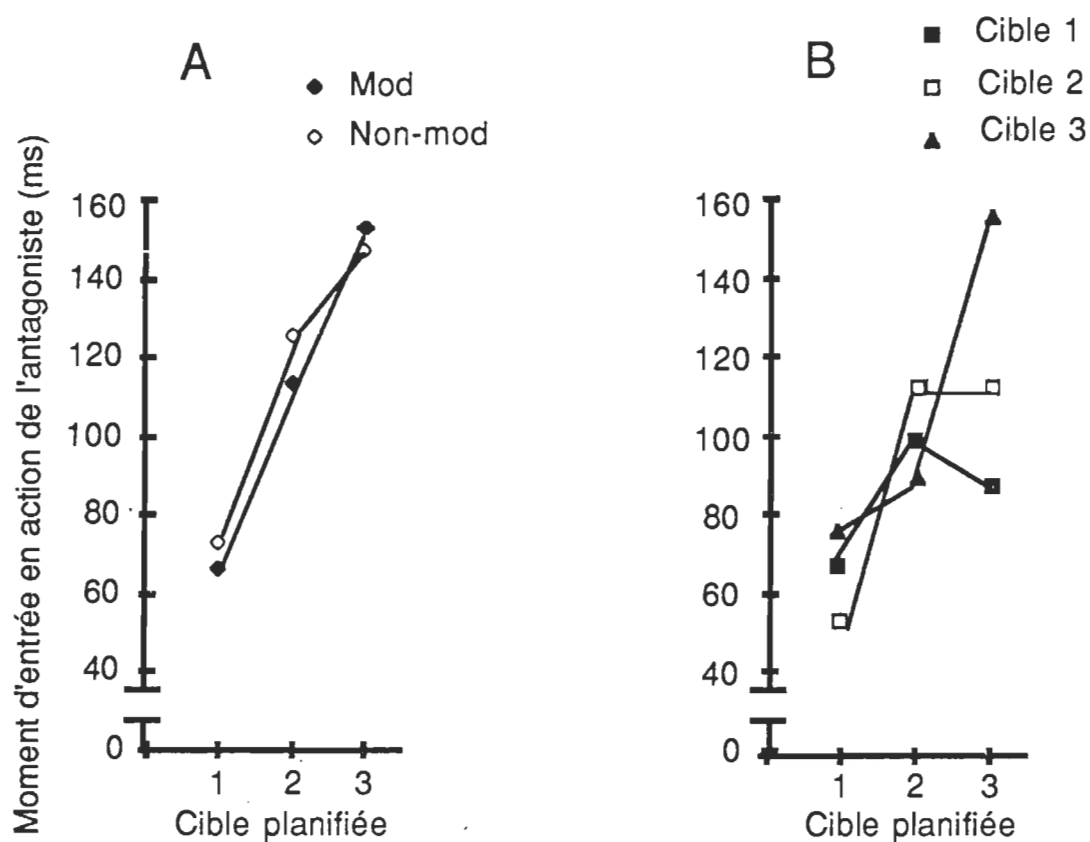 A
Mod
Non-mod
Moment d'entrée en action de l'antagoniste (ms)
160
140
120
100
80
60
40
0
1 2 3
Cible planifiée
B
Cible 1
Cible 2
Cible 3
160
140
120
100
80
60
40
0
1 2 3
Cible planifiée